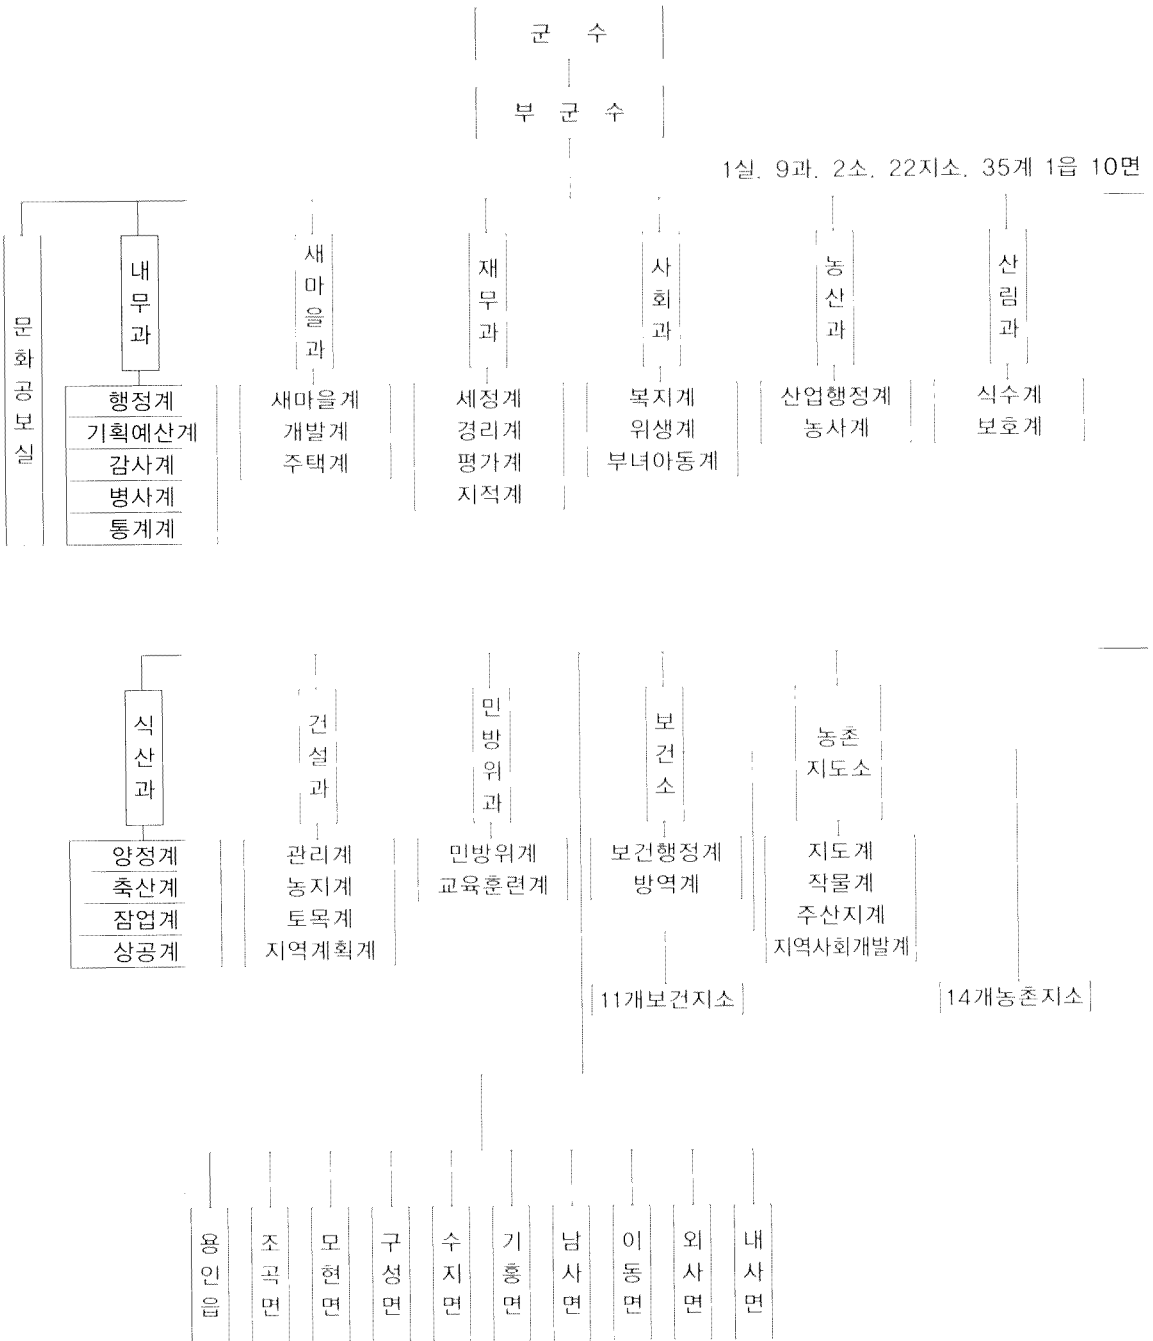 군 수
부 군 수
1실. 9과. 2소. 22지소. 35계 1읍 10면
문화공보실
내무과
새마을과
재무과
사회과
농산과
산림과
행정계
기획예산계
감사계
병사계
통계계
새마을계
개발계
주택계
세정계
경리계
평가계
지적계
복지계
위생계
부녀아동계
산업행정계
농사계
식수계
보호계
식산과
건설과
민방위과
보건소
농촌
지도소
양정계
축산계
잠업계
상공계
관리계
농지계
토목계
지역계획계
민방위계
교육훈련계
보건행정계
방역계
지도계
작물계
주산지계
지역사회개발계
11개보건지소
14개농촌지소
용인읍
조곡면
모현면
구성면
수지면
기흥면
남사면
이동면
외사면
내사면